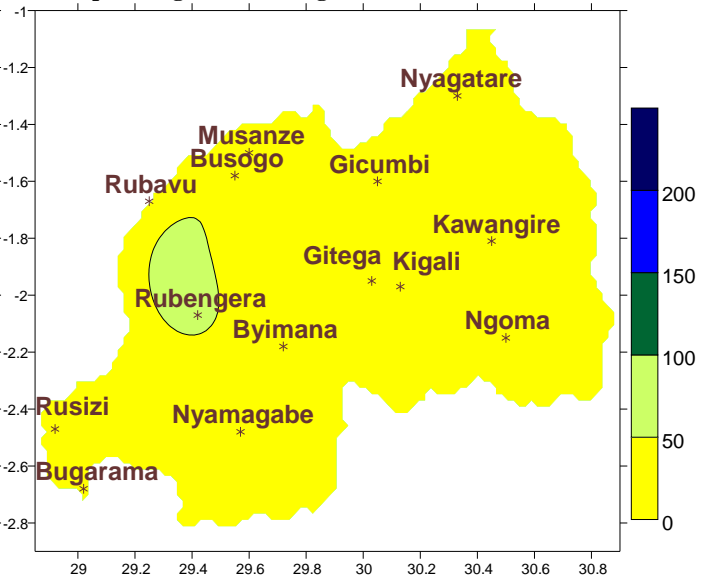 -1
-1.2
Nyagatare
-1.4
Musanze
Busogo
Gicumbi
-1.6
Rubavu
200
Kawangire
-1.8
Gitega
Kigali
150
-2
Rubengera
Ngoma
Byimana
-2.2
100
-2.4
Rusizi
Nyamagabe
50
-2.6
Bugarama
-2.8
0
29 29.2 29.4 29.6 29.8 30 30.2 30.4 30.6 30.8